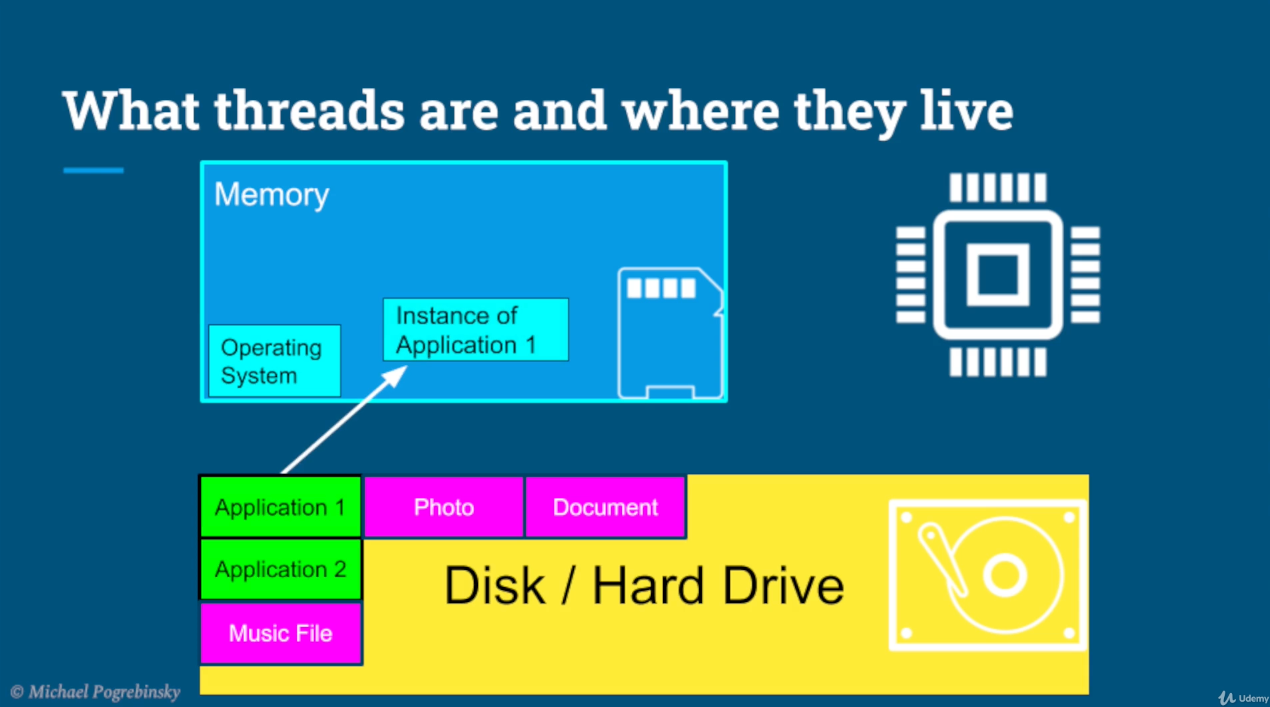 What threads are and where they live
Memory
Instance of
Application 1
Operating
System
Application 1
Photo
Document
Application 2
Disk / Hard Drive
Music File
© Michael Pogrebinsky
Udemy